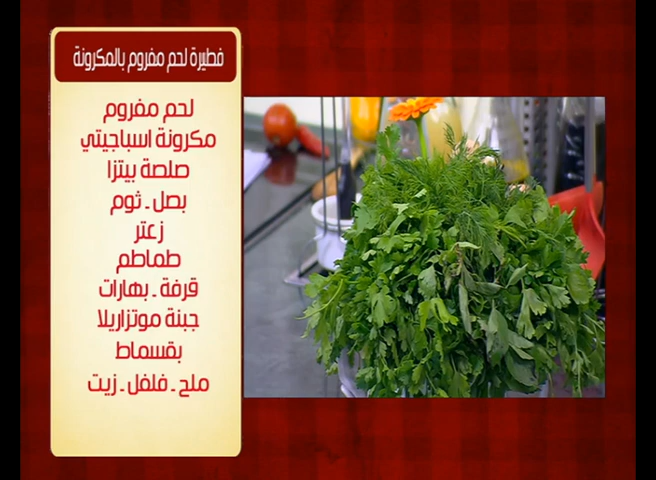 فطيرة لحم مفروم بالمكرونة
لحم مفروم
مكرونة اسباجيتي
صلصة بيتزا
بصل ـ ثوم
زعتر
طماطم
قرفة ـ بهارات
جبنة موتزاريلا
بقسماط
ملح ـ فلفل ـ زيت